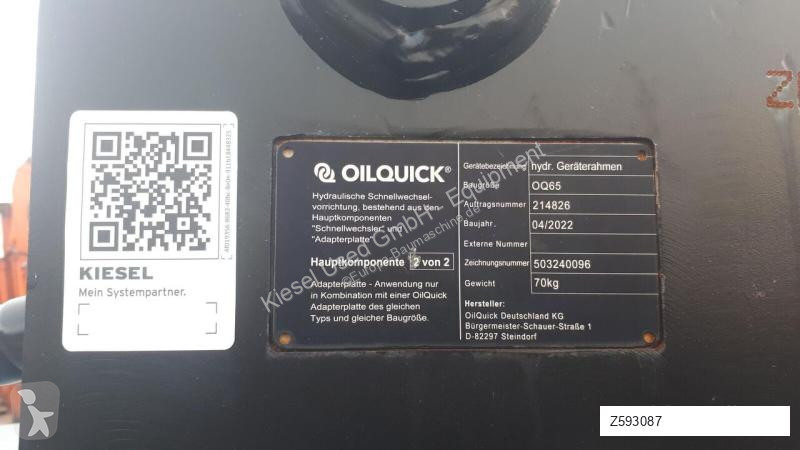 KIESEL
Mein Systempartner.
OILQUICK®
Hydraulische Schnellwechsel-
vorrichtung, bestehend aus den
Hauptkomponenten
"Schnellwechsler" und
"Adapterplatte"
Hauptkomponente 2 von 2
Adapterplatte - Anwendung nur
in Kombination mit einer OilQuick
Adapterplatte des gleichen
Typs und gleicher Baugröße.
Gerätebezeichnung hydr. Geräterahmen
Baugröße OQ65
Auftragsnummer 214826
Baujahr. 04/2022
Externe Nummer
Zeichnungsnummer 503240096
Gewicht 70kg
Hersteller:
OilQuick Deutschland KG
Bürgermeister-Schauer-Straße 1
D-82297 Steindorf
Kiesel Used GmbH - Equipment
Z593087